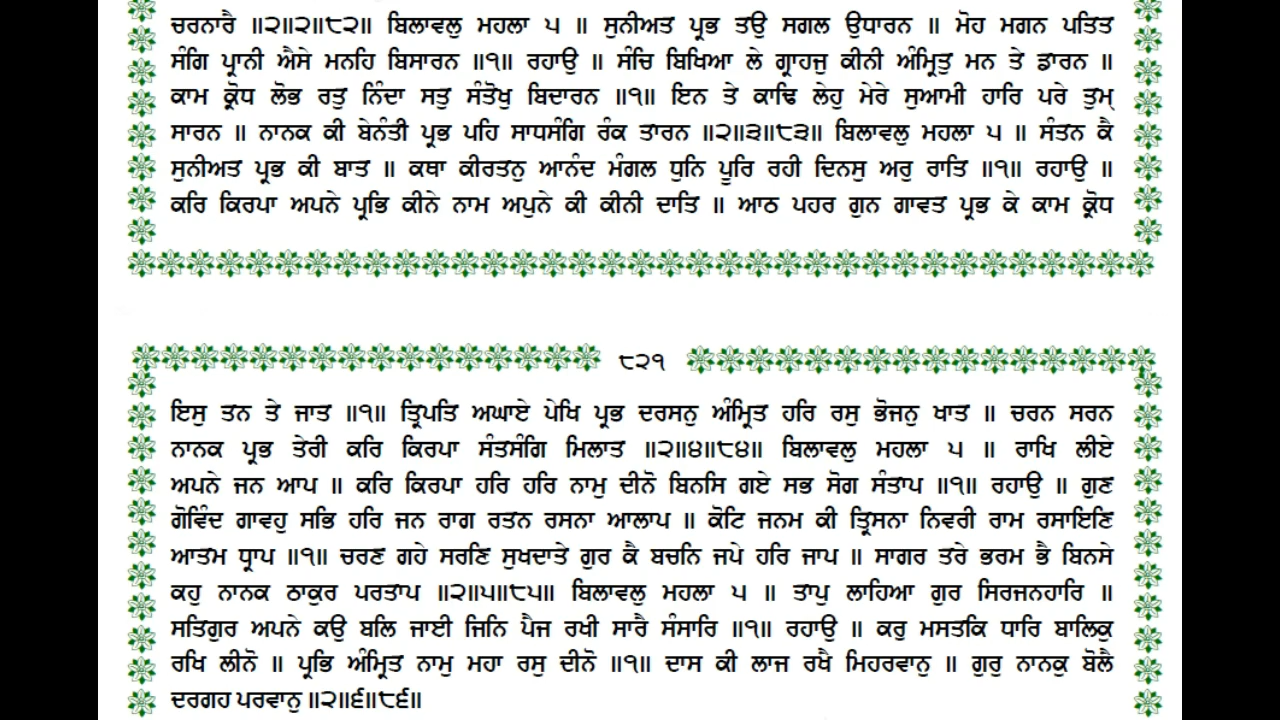 ਚਰਨਾਰੈ ॥੨॥੨॥੮੨॥ ਬਿਲਾਵਲੁ ਮਹਲਾ ੫ ॥ ਸੁਨੀਅਤ ਪ੍ਰਭ ਤਉ ਸਗਲ ਉਧਾਰਨ ॥ ਮੋਹ ਮਗਨ ਪਤਿਤ
ਸੰਗਿ ਪ੍ਰਾਨੀ ਐਸੇ ਮਨਹਿ ਬਿਸਾਰਨ ॥੧॥ ਰਹਾਉ ॥ ਸੰਚਿ ਬਿਖਿਆ ਲੇ ਗ੍ਰਾਹਜੁ ਕੀਨੀ ਅੰਮ੍ਰਿਤੁ ਮਨ ਤੇ ਡਾਰਨ ॥
ਕਾਮ ਕ੍ਰੋਧ ਲੋਭ ਰਤੁ ਨਿੰਦਾ ਸਤੁ ਸੰਤੋਖੁ ਬਿਦਾਰਨ ॥੧॥ ਇਨ ਤੇ ਕਾਢਿ ਲੇਹੁ ਮੇਰੇ ਸੁਆਮੀ ਹਾਰਿ ਪਰੇ ਤੁਮ੍
ਸਾਰਨ ॥ ਨਾਨਕ ਕੀ ਬੇਨੰਤੀ ਪ੍ਰਭ ਪਹਿ ਸਾਧਸੰਗਿ ਰੰਕ ਤਾਰਨ ॥੨॥੩॥੮੩॥ ਬਿਲਾਵਲੁ ਮਹਲਾ ੫ ॥ ਸੰਤਨ ਕੈ
ਸੁਨੀਅਤ ਪ੍ਰਭ ਕੀ ਬਾਤ ॥ ਕਥਾ ਕੀਰਤਨੁ ਆਨੰਦ ਮੰਗਲ ਧੁਨਿ ਪੂਰਿ ਰਹੀ ਦਿਨਸੁ ਅਰੁ ਰਾਤਿ ॥੧॥ ਰਹਾਉ ॥
ਕਰਿ ਕਿਰਪਾ ਅਪਨੇ ਪ੍ਰਭਿ ਕੀਨੇ ਨਾਮ ਅਪੁਨੇ ਕੀ ਕੀਨੀ ਦਾਤਿ ॥ ਆਠ ਪਹਰ ਗੁਨ ਗਾਵਤ ਪ੍ਰਭ ਕੇ ਕਾਮ ਕ੍ਰੋਧ
੮੨੧
ਇਸੁ ਤਨ ਤੇ ਜਾਤ ॥੧॥ ਤ੍ਰਿਪਤਿ ਅਘਾਏ ਪੇਖਿ ਪ੍ਰਭ ਦਰਸਨੁ ਅੰਮ੍ਰਿਤ ਹਰਿ ਰਸੁ ਭੋਜਨੁ ਖਾਤ ॥ ਚਰਨ ਸਰਨ
ਨਾਨਕ ਪ੍ਰਭ ਤੇਰੀ ਕਰਿ ਕਿਰਪਾ ਸੰਤਸੰਗਿ ਮਿਲਾਤ ॥੨॥੪॥੮੪॥ ਬਿਲਾਵਲੁ ਮਹਲਾ ੫ ॥ ਰਾਖਿ ਲੀਏ
ਅਪਨੇ ਜਨ ਆਪ ॥ ਕਰਿ ਕਿਰਪਾ ਹਰਿ ਹਰਿ ਨਾਮੁ ਦੀਨੋ ਬਿਨਸਿ ਗਏ ਸਭ ਸੋਗ ਸੰਤਾਪ ॥੧॥ ਰਹਾਉ ॥ ਗੁਣ
ਗੋਵਿੰਦ ਗਾਵਹੁ ਸਭਿ ਹਰਿ ਜਨ ਰਾਗ ਰਤਨ ਰਸਨਾ ਆਲਾਪ ॥ ਕੋਟਿ ਜਨਮ ਕੀ ਤ੍ਰਿਸਨਾ ਨਿਵਰੀ ਰਾਮ ਰਸਾਇਣਿ
ਆਤਮ ਧ੍ਰਾਪ ॥੧॥ ਚਰਣ ਗਹੇ ਸਰਣਿ ਸੁਖਦਾਤੇ ਗੁਰ ਕੈ ਬਚਨਿ ਜਪੇ ਹਰਿ ਜਾਪ ॥ ਸਾਗਰ ਤਰੇ ਭਰਮ ਭੈ ਬਿਨਸੇ
ਕਹੁ ਨਾਨਕ ਠਾਕੁਰ ਪਰਤਾਪ ॥੨॥੫॥੮੫॥ ਬਿਲਾਵਲੁ ਮਹਲਾ ੫ ॥ ਤਾਪੁ ਲਾਹਿਆ ਗੁਰ ਸਿਰਜਨਹਾਰਿ ॥
ਸਤਿਗੁਰ ਅਪਨੇ ਕਉ ਬਲਿ ਜਾਈ ਜਿਨਿ ਪੈਜ ਰਖੀ ਸਾਰੈ ਸੰਸਾਰਿ ॥੧॥ ਰਹਾਉ ॥ ਕਰੁ ਮਸਤਕਿ ਧਾਰਿ ਬਾਲਿਕੁ
ਰਖਿ ਲੀਨੋ ॥ ਪ੍ਰਭਿ ਅੰਮ੍ਰਿਤ ਨਾਮੁ ਮਹਾ ਰਸੁ ਦੀਨੋ ॥੧॥ ਦਾਸ ਕੀ ਲਾਜ ਰਖੈ ਮਿਹਰਵਾਨੁ ॥ ਗੁਰੁ ਨਾਨਕੁ ਬੋਲੈ
ਦਰਗਹ ਪਰਵਾਨੁ ॥੨॥੬॥੮੬॥